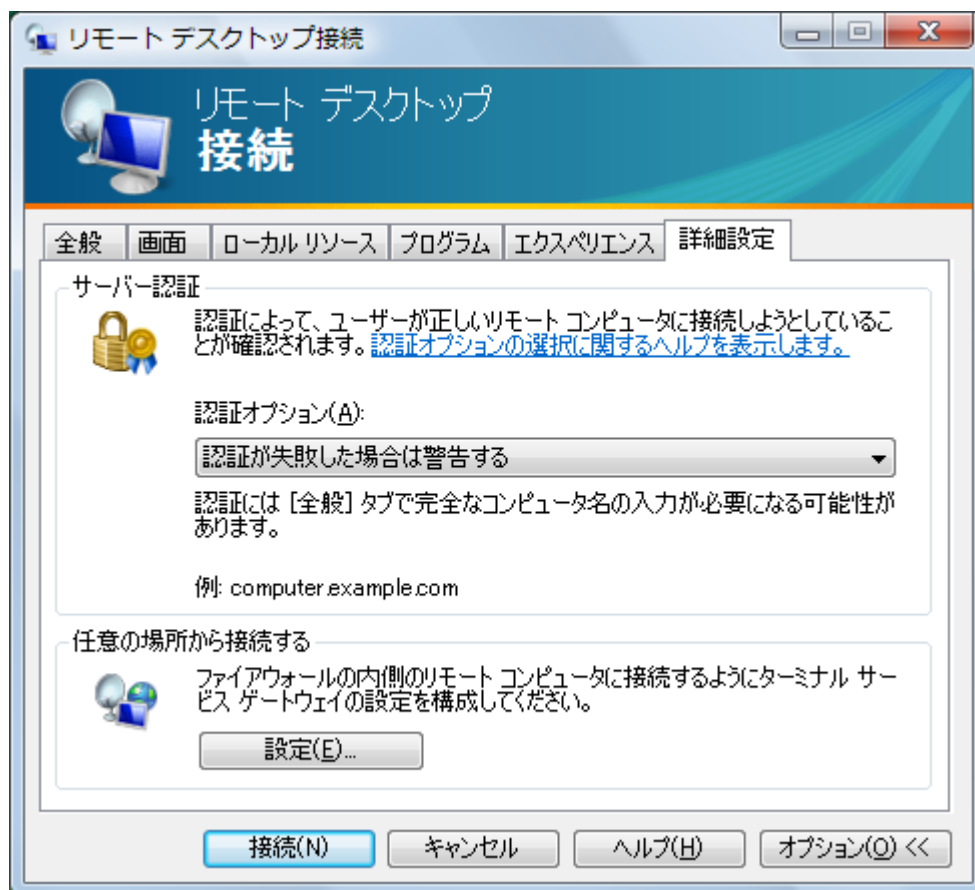 リモート デスクトップ接続
リモート デスクトップ
接続
全般 画面 ローカル リソース プログラム エクスペリエンス 詳細設定
サーバー認証
認証によって、ユーザーが正しいリモート コンピュータに接続しようとしているこ
とが確認されます。認証オプションの選択に関するヘルプを表示します。
認証オプション(A):
認証が失敗した場合は警告する
認証には [全般] タブで完全なコンピュータ名の入力が必要になる可能性が
あります。
例: computer.example.com
任意の場所から接続する
ファイアウォールの内側のリモート コンピュータに接続するようにターミナル サー
ビス ゲートウェイの設定を構成してください。
設定(E)...
接続(N) キャンセル ヘルプ(H) オプション(O) <<